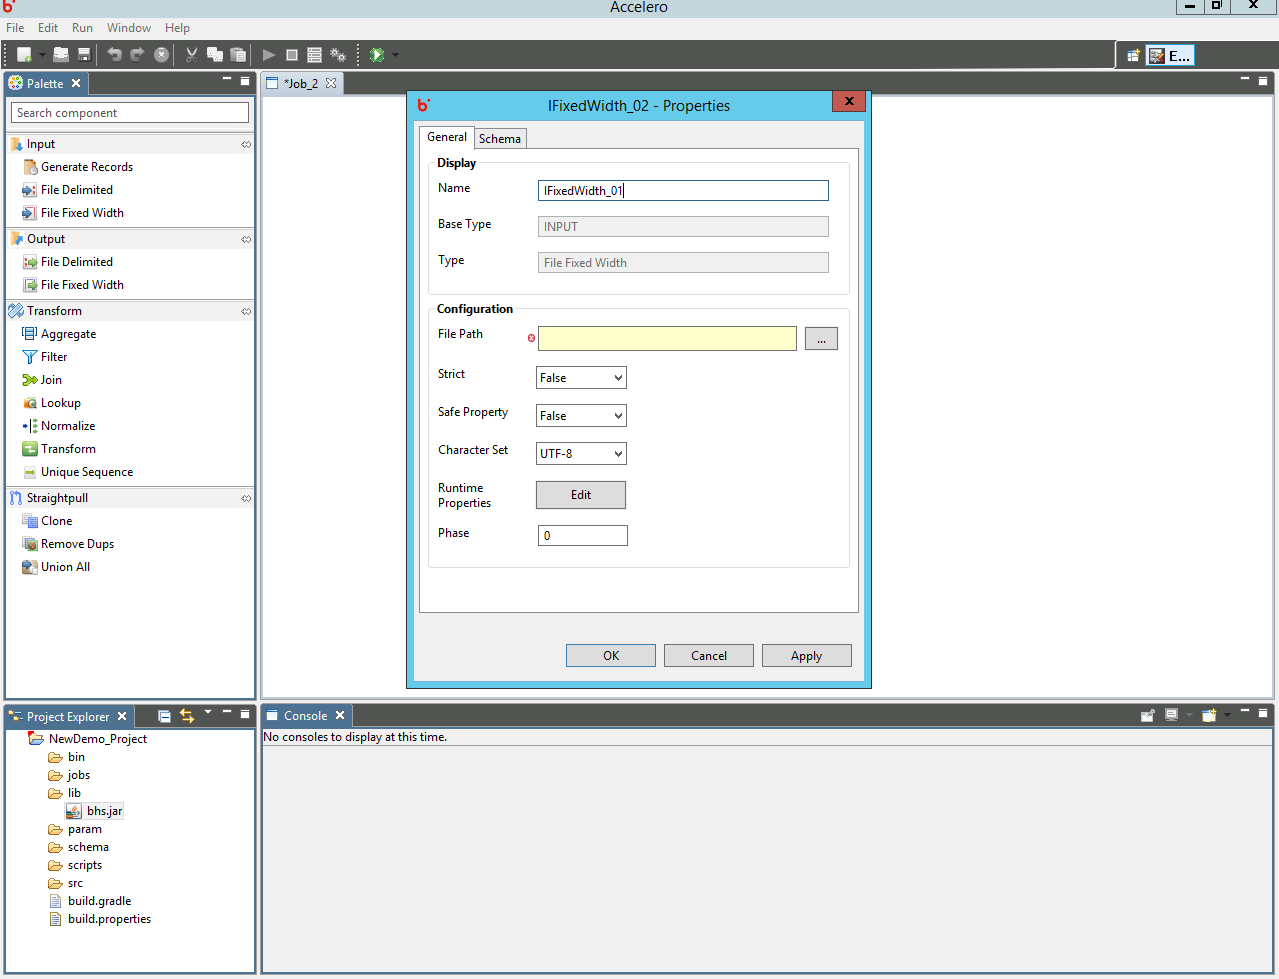 Accelero
File Edit Run Window Help
E...
Palette
*Job_2
Search component
Input
Generate Records
File Delimited
File Fixed Width
Output
File Delimited
File Fixed Width
Transform
Aggregate
Filter
Join
Lookup
Normalize
Transform
Unique Sequence
Straightpull
Clone
Remove Dups
Union All
IFixedWidth_02 - Properties
General Schema
Display
Name IFixedWidth_01
Base Type INPUT
Type File Fixed Width
Configuration
File Path ...
Strict False
Safe Property False
Character Set UTF-8
Runtime
Properties Edit
Phase 0
OK Cancel Apply
Project Explorer
NewDemo_Project
bin
jobs
lib
bhs.jar
param
schema
scripts
src
build.gradle
build.properties
Console
No consoles to display at this time.